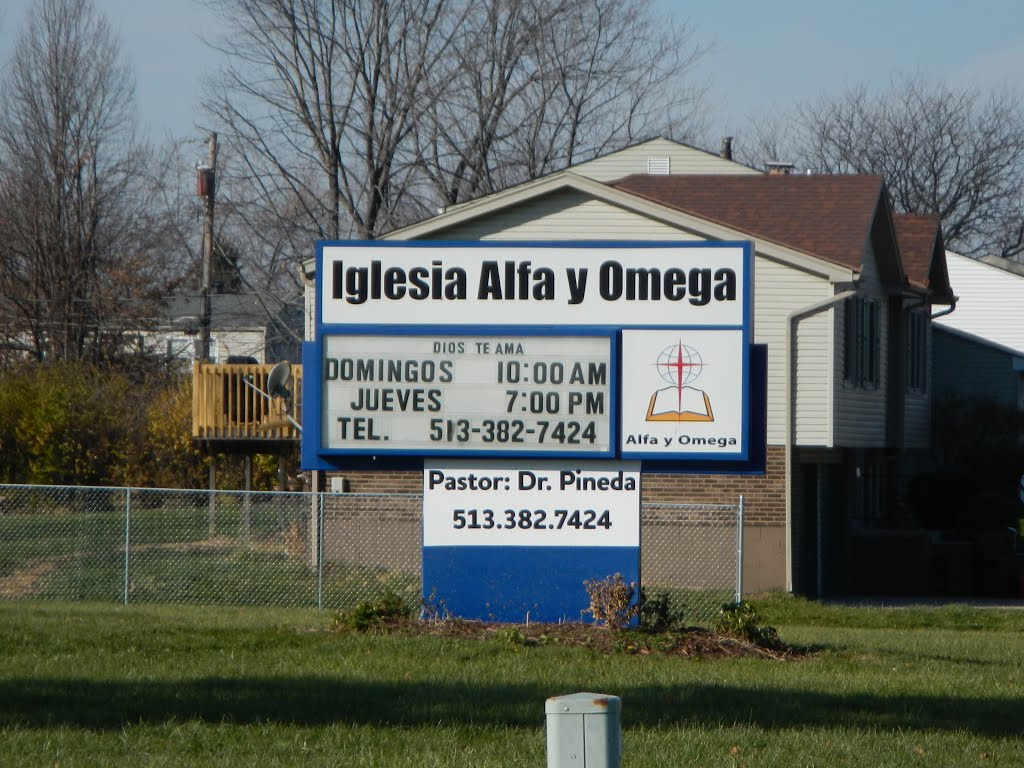 Iglesia Alfa y Omega
DIOS TE AMA
DOMINGOS 10:00 AM
JUEVES 7:00 PM
TEL. 513-382-7424
Alfa y Omega
Pastor: Dr. Pineda
513.382.7424